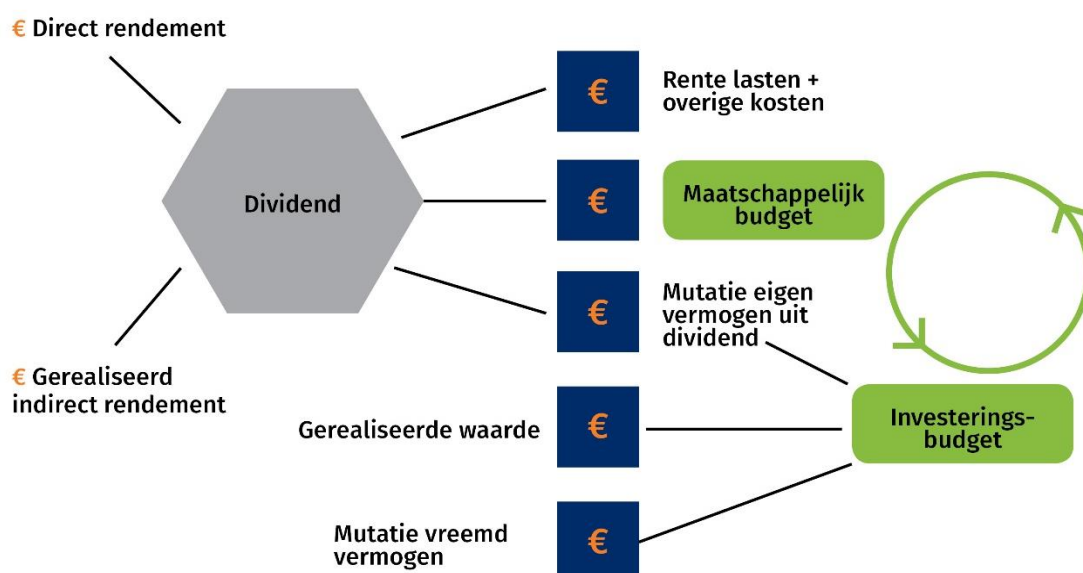 € Direct rendement
Dividend
€ Gerealiseerd
indirect rendement
€
Rente lasten +
overige kosten
€
Maatschappelijk
budget
€
Mutatie eigen
vermogen uit
dividend
Gerealiseerde waarde
€
Investerings-
budget
Mutatie vreemd
vermogen
€